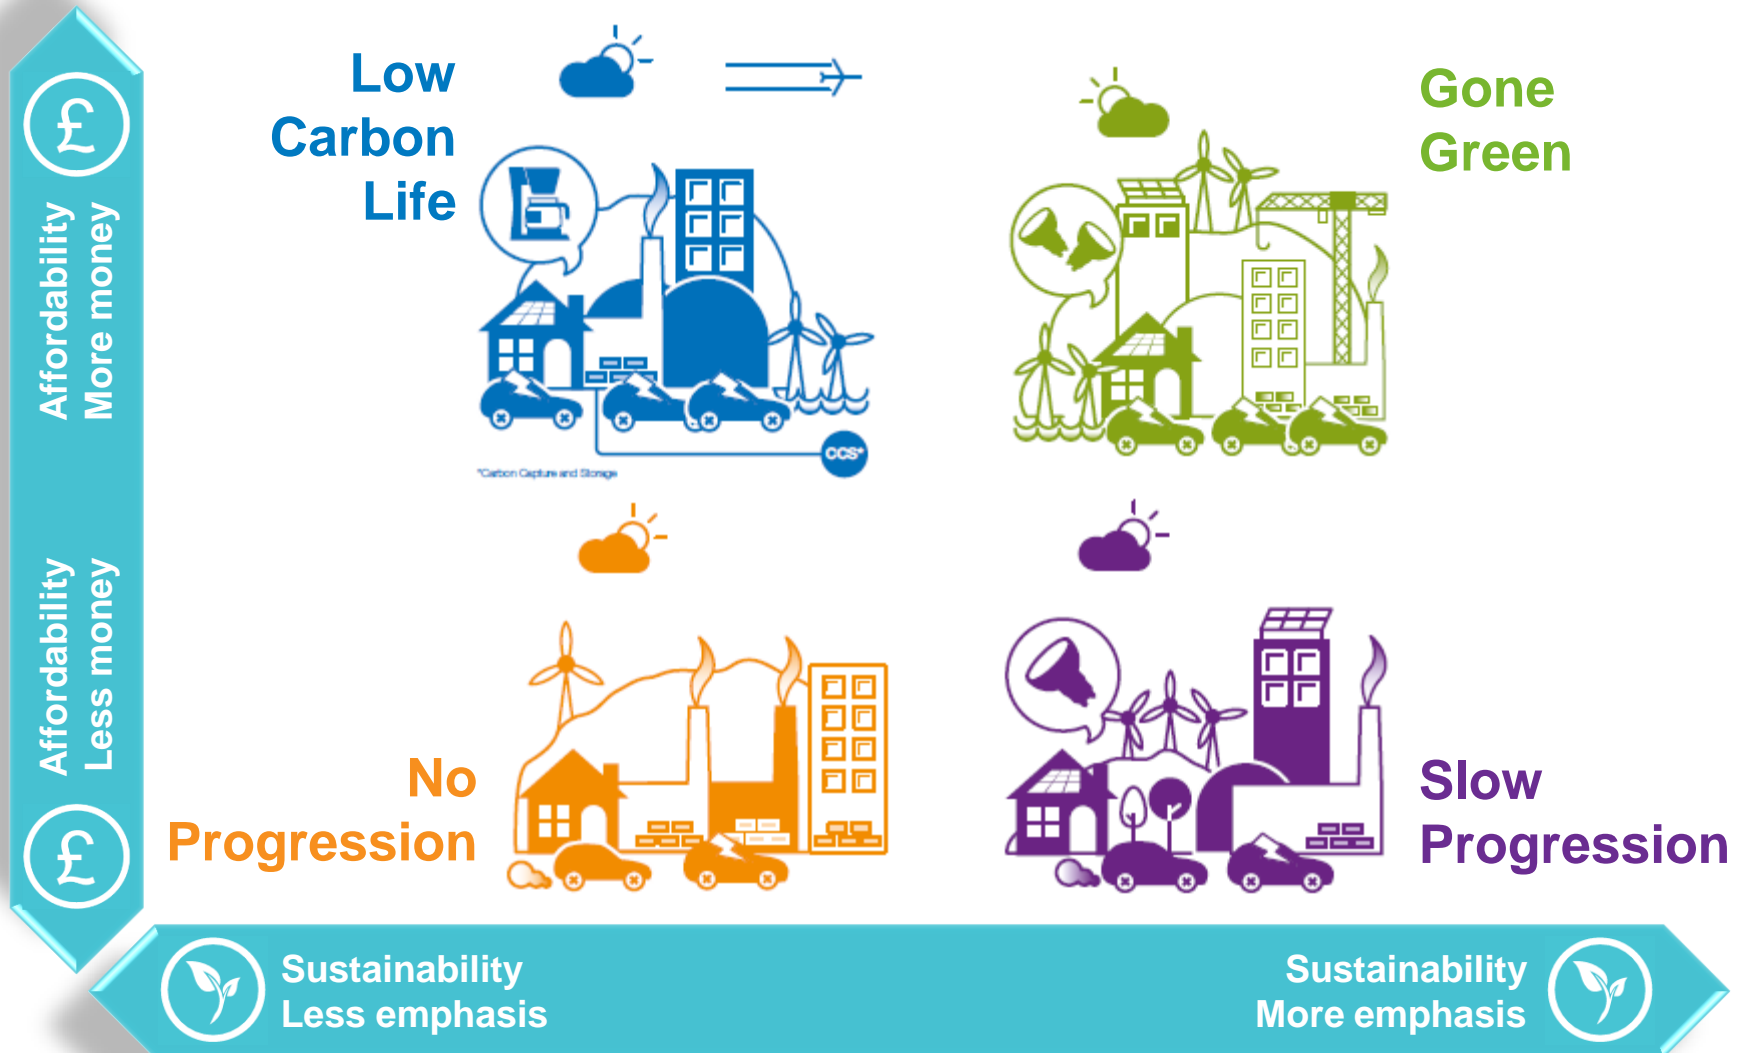 Low
Carbon
Life
Gone
Green
£
Affordability
More money
CCS*
*Carbon Capture and Storage
Affordability
Less money
£
No
Progression
Slow
Progression
Sustainability
Less emphasis
Sustainability
More emphasis